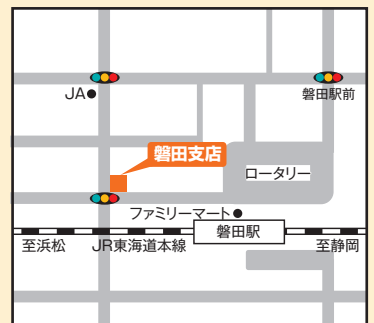 JA
磐田駅前
磐田支店
ロータリー
ファミリーマート
磐田駅
至浜松
JR東海道本線
至静岡